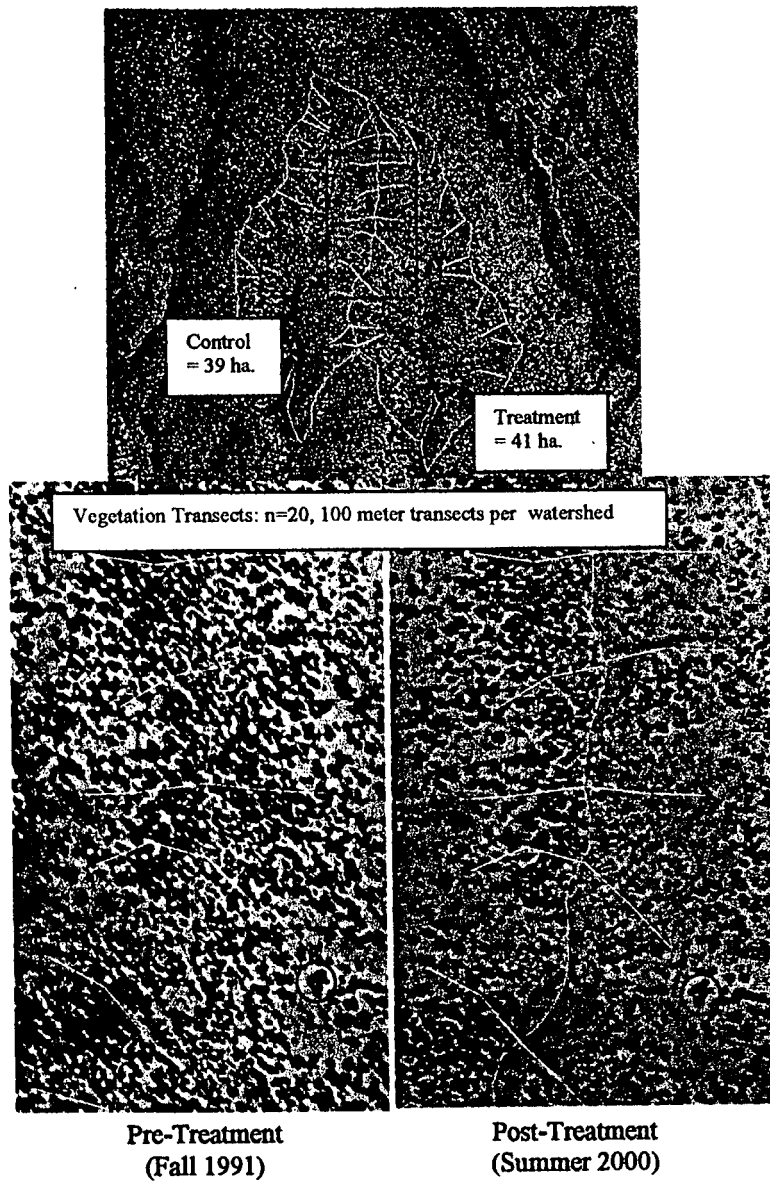 Control
= 39 ha.
Treatment
= 41 ha.
Vegetation Transects: n=20, 100 meter transects per watershed
Pre-Treatment
(Fall 1991)
Post-Treatment
(Summer 2000)